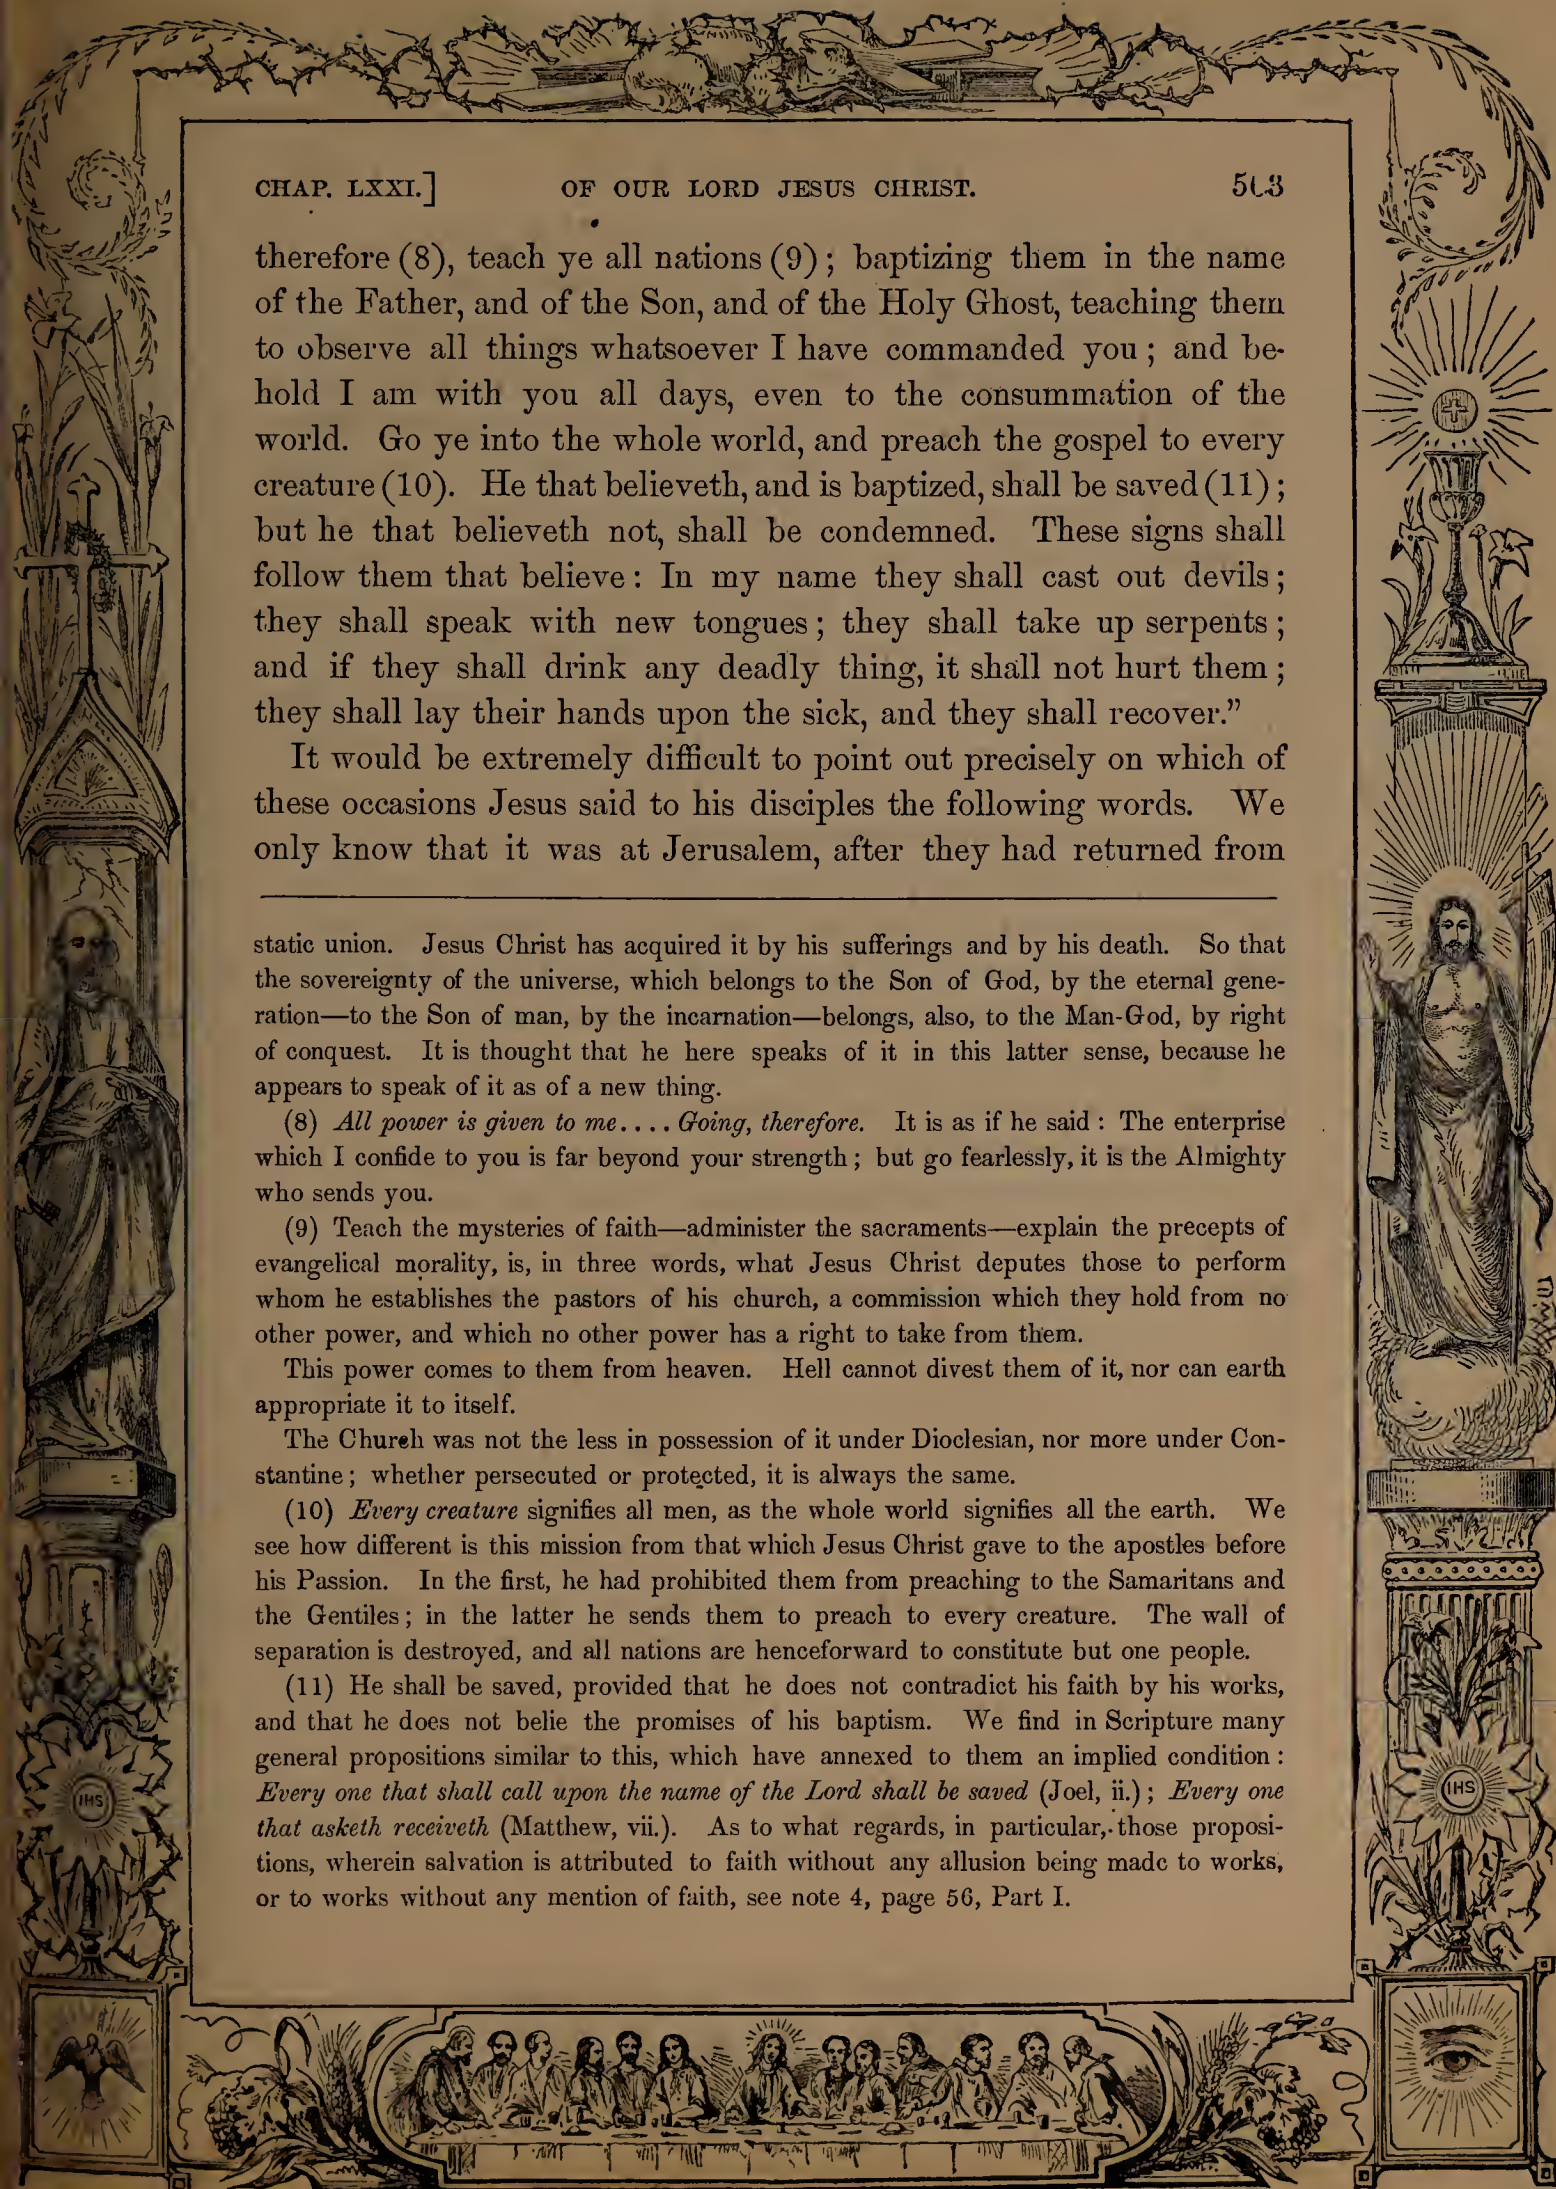 CHAP. LXXI.] OF OUR LORD JESUS CHRIST.
therefore (8), teach ye all nations (9); baptizing them in the name
of the Father, and of the Son, and of the Holy Ghost, teaching them
to observe all things whatsoever I have commanded you; and be-
hold I am with you all days, even to the consummation of the
world. Go ye into the whole world, and preach the gospel to every
creature (10). He that believeth, and is baptized, shall be saved (11);
but he that believeth not, shall be condemned. These signs shall
follow them that believe: In my name they shall cast out devils;
they shall speak with new tongues; they shall take up serpents;
and if they shall drink any deadly thing, it shall not hurt them;
they shall lay their hands upon the sick, and they shall recover.”
It would be extremely difficult to point out precisely on which of
these occasions Jesus said to his disciples the following words. We
only know that it was at Jerusalem, after they had returned from
static union. Jesus Christ has acquired it by his sufferings and by his death. So that
the sovereignty of the universe, which belongs to the Son of God, by the eternal gene-
ration—to the Son of man, by the incarnation—belongs, also, to the Man-God, by right
of conquest. It is thought that he here speaks of it in this latter sense, because he
appears to speak of it as of a new thing.
(8) All power is given to me.... Going, therefore. It is as if he said: The enterprise
which I confide to you is far beyond your strength; but go fearlessly, it is the Almighty
who sends you.
(9) Teach the mysteries of faith—administer the sacraments—explain the precepts of
evangelical morality, is, in three words, what Jesus Christ deputes those to perform
whom he establishes the pastors of his church, a commission which they hold from no
other power, and which no other power has a right to take from them.
This power comes to them from heaven. Hell cannot divest them of it, nor can earth
appropriate it to itself.
The Church was not the less in possession of it under Dioclesian, nor more under Con-
stantine; whether persecuted or protected, it is always the same.
(10) Every creature signifies all men, as the whole world signifies all the earth. We
see how different is this mission from that which Jesus Christ gave to the apostles before
his Passion. In the first, he had prohibited them from preaching to the Samaritans and
the Gentiles; in the latter he sends them to preach to every creature. The wall of
separation is destroyed, and all nations are henceforward to constitute but one people.
(11) He shall be saved, provided that he does not contradict his faith by his works,
and that he does not belie the promises of his baptism. We find in Scripture many
general propositions similar to this, which have annexed to them an implied condition:
Every one that shall call upon the name of the Lord shall be saved (Joel, ii.); Every one
that asketh receiveth (Matthew, vii.). As to what regards, in particular, those proposi-
tions, wherein salvation is attributed to faith without any allusion being made to works,
or to works without any mention of faith, see note 4, page 56, Part I.
IHS
IHS